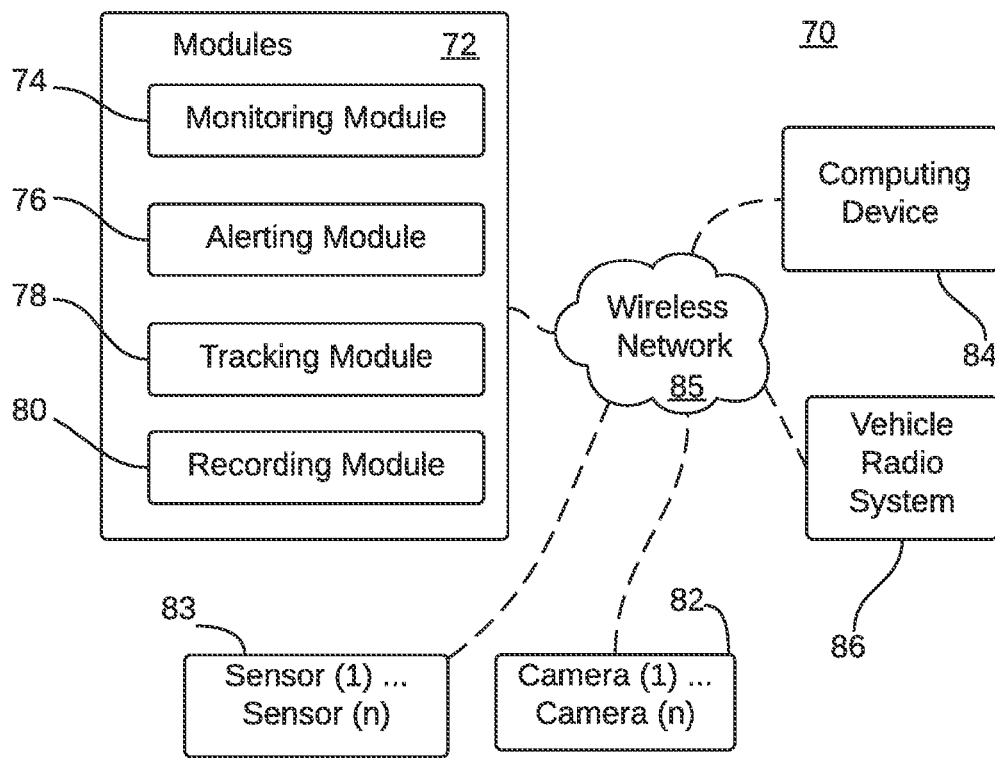 Modules 72
70
74
Monitoring Module
76
Alerting Module
78
Tracking Module
80
Recording Module
Computing
Device
84
Wireless
Network
85
Vehicle
Radio
System
86
83
Sensor (1) ...
Sensor (n)
82
Camera (1) ...
Camera (n)